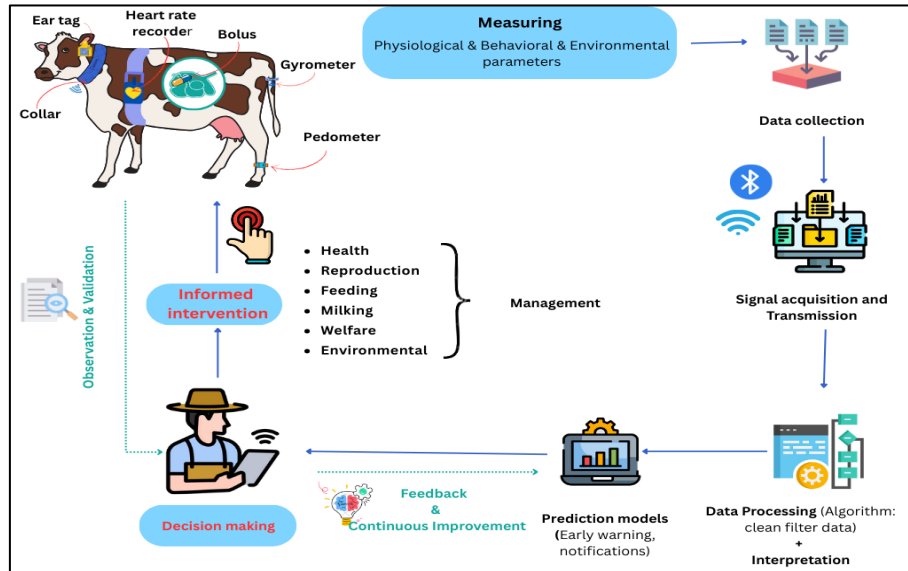 Ear tag
Heart rate
recorder
Bolus
Gyrometer
Collar
Pedometer
Measuring
Physiological & Behavioral & Environmental
parameters
Data collection
Signal acquisition and
Transmission
Data Processing (Algorithm:
clean filter data)
+
Interpretation
Prediction models
(Early warning,
notifications)
Feedback
&
Continuous Improvement
Decision making
Observation & Validation
Informed
intervention
• Health
• Reproduction
• Feeding
• Milking
• Welfare
• Environmental
Management